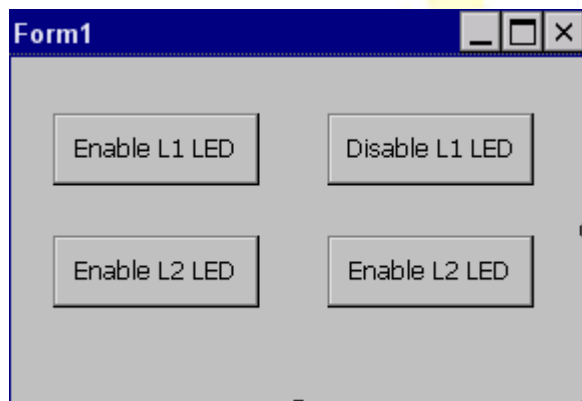 Form1
Enable L1 LED
Disable L1 LED
Enable L2 LED
Enable L2 LED